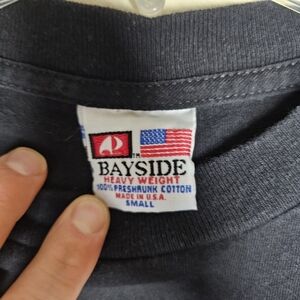 BAYSIDE
HEAVY WEIGHT
100% PRESHRUNK COTTON
MADE IN U.S.A.
SMALL